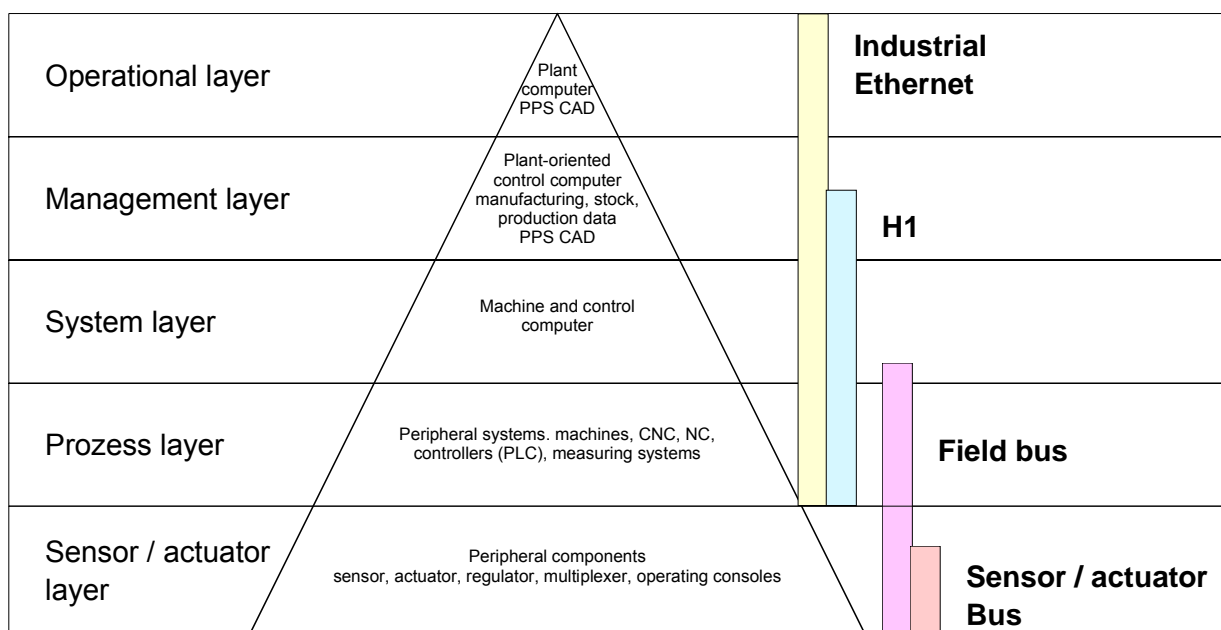 Operational layer
Plant
computer
PPS CAD
Industrial
Ethernet
Management layer
Plant-oriented
control computer
manufacturing, stock,
production data
PPS CAD
H1
System layer
Machine and control
computer
Prozess layer
Peripheral systems. machines, CNC, NC,
controllers (PLC), measuring systems
Field bus
Sensor / actuator
layer
Peripheral components
sensor, actuator, regulator, multiplexer, operating consoles
Sensor / actuator
Bus